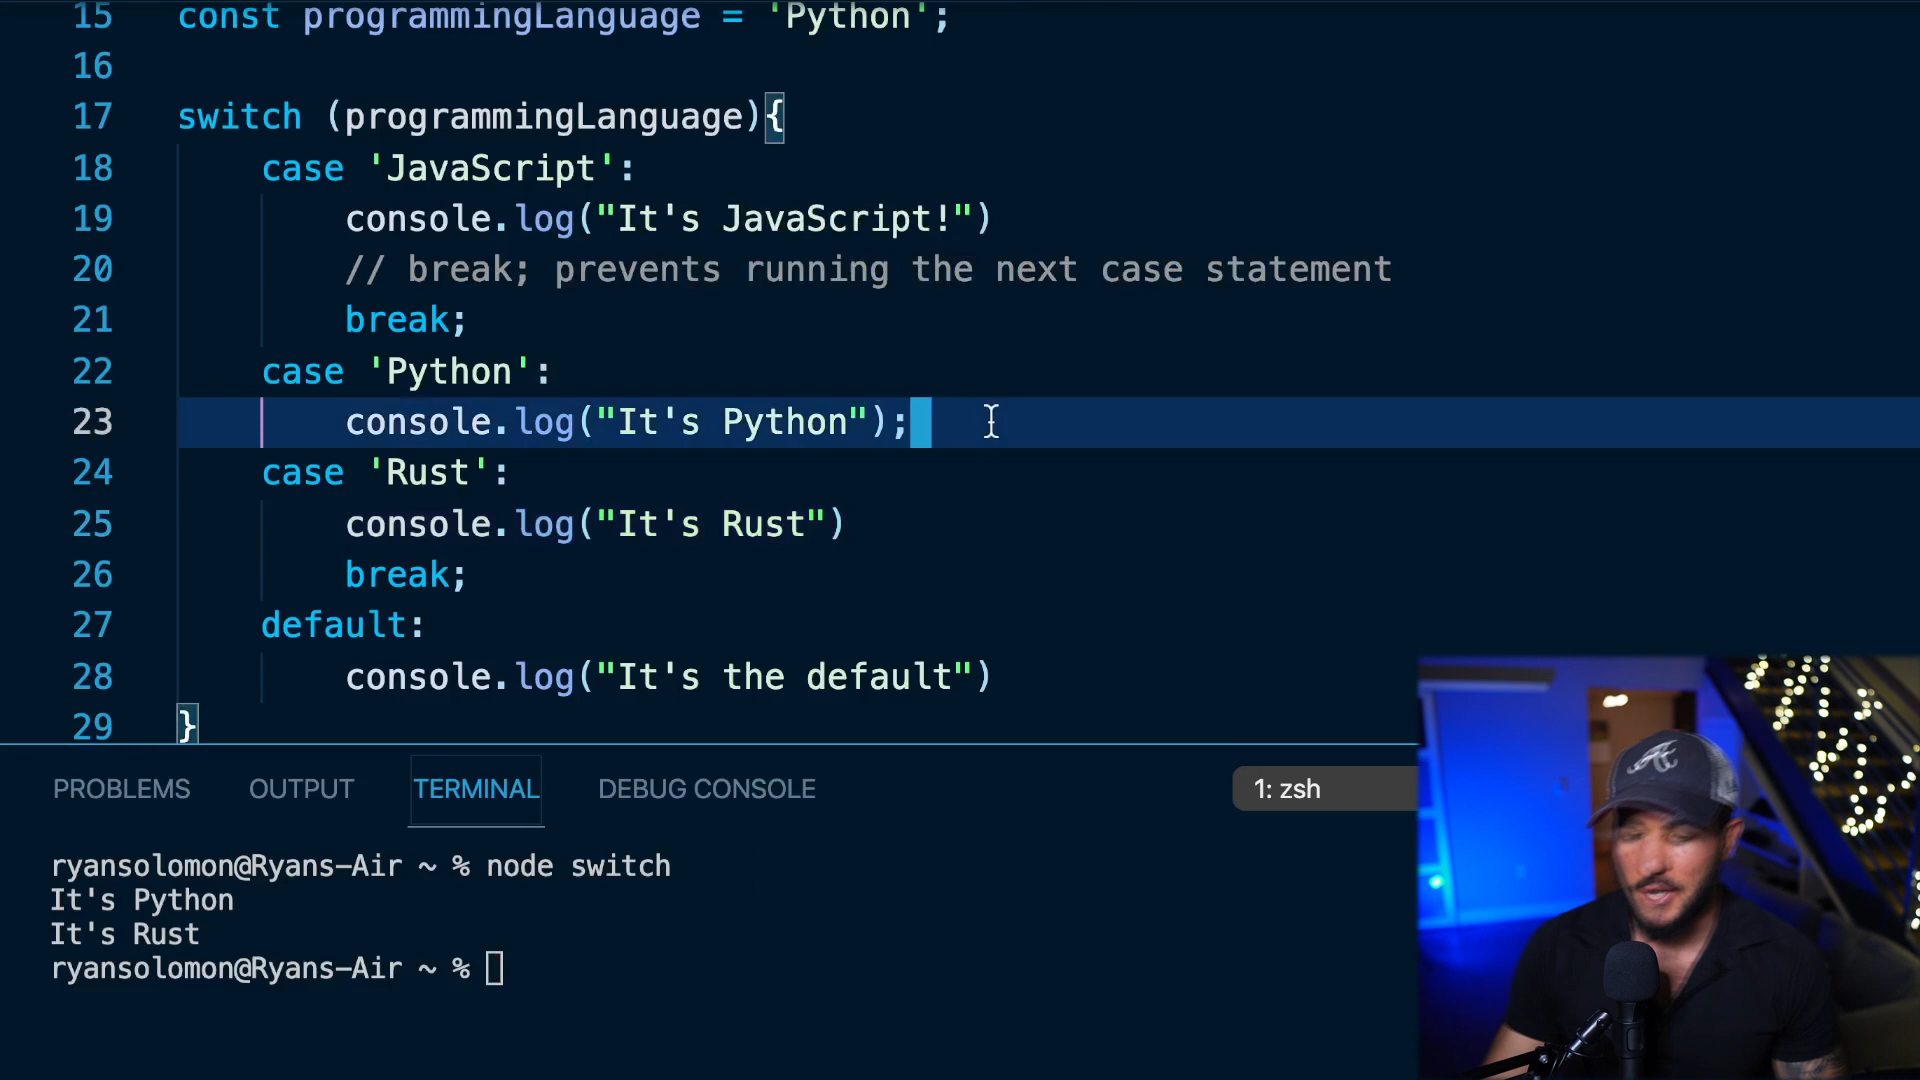 15 const programmingLanguage = 'Python';
16
17 switch (programmingLanguage){
18 case 'JavaScript':
19 console.log("It's JavaScript!")
20 // break; prevents running the next case statement
21 break;
22 case 'Python':
23 console.log("It's Python");
24 case 'Rust':
25 console.log("It's Rust")
26 break;
27 default:
28 console.log("It's the default")
29 }
PROBLEMS OUTPUT TERMINAL DEBUG CONSOLE 1: zsh
ryansolomon@Ryans-Air ~ % node switch
It's Python
It's Rust
ryansolomon@Ryans-Air ~ %
A